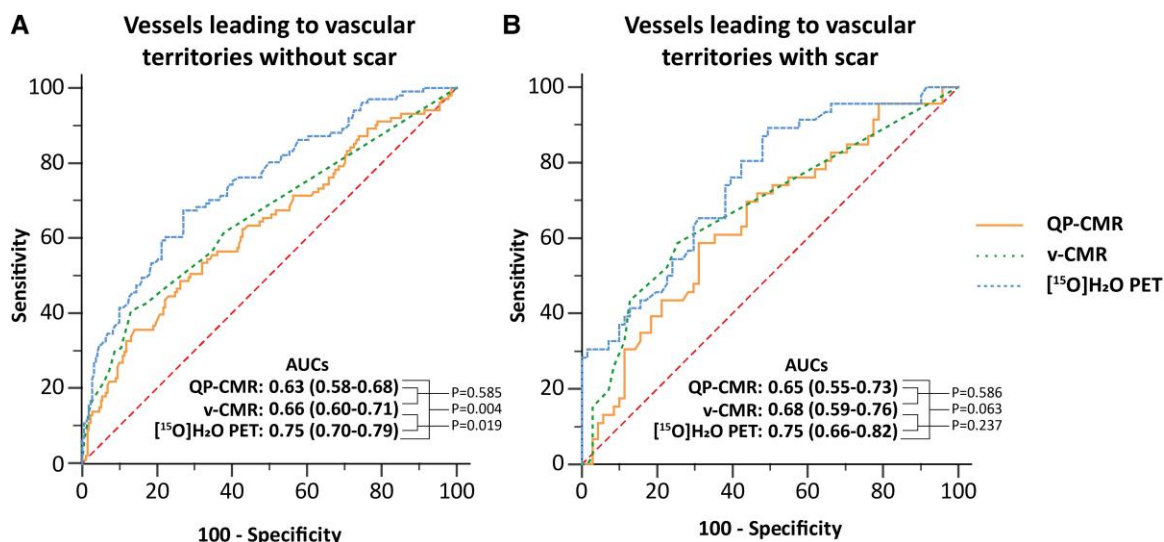 A
Vessels leading to vascular
territories without scar
100
80
60
40
20
0
Sensitivity
0
20
40
60
80
100
100 - Specificity
AUCs
QP-CMR: 0.63 (0.58-0.68)
v-CMR: 0.66 (0.60-0.71)
[¹⁵O]H₂O PET: 0.75 (0.70-0.79)
P=0.585
P=0.004
P=0.019
B
Vessels leading to vascular
territories with scar
100
80
60
40
20
0
Sensitivity
0
20
40
60
80
100
100 - Specificity
AUCs
QP-CMR: 0.65 (0.55-0.73)
v-CMR: 0.68 (0.59-0.76)
[¹⁵O]H₂O PET: 0.75 (0.66-0.82)
P=0.586
P=0.063
P=0.237
QP-CMR
v-CMR
[¹⁵O]H₂O PET